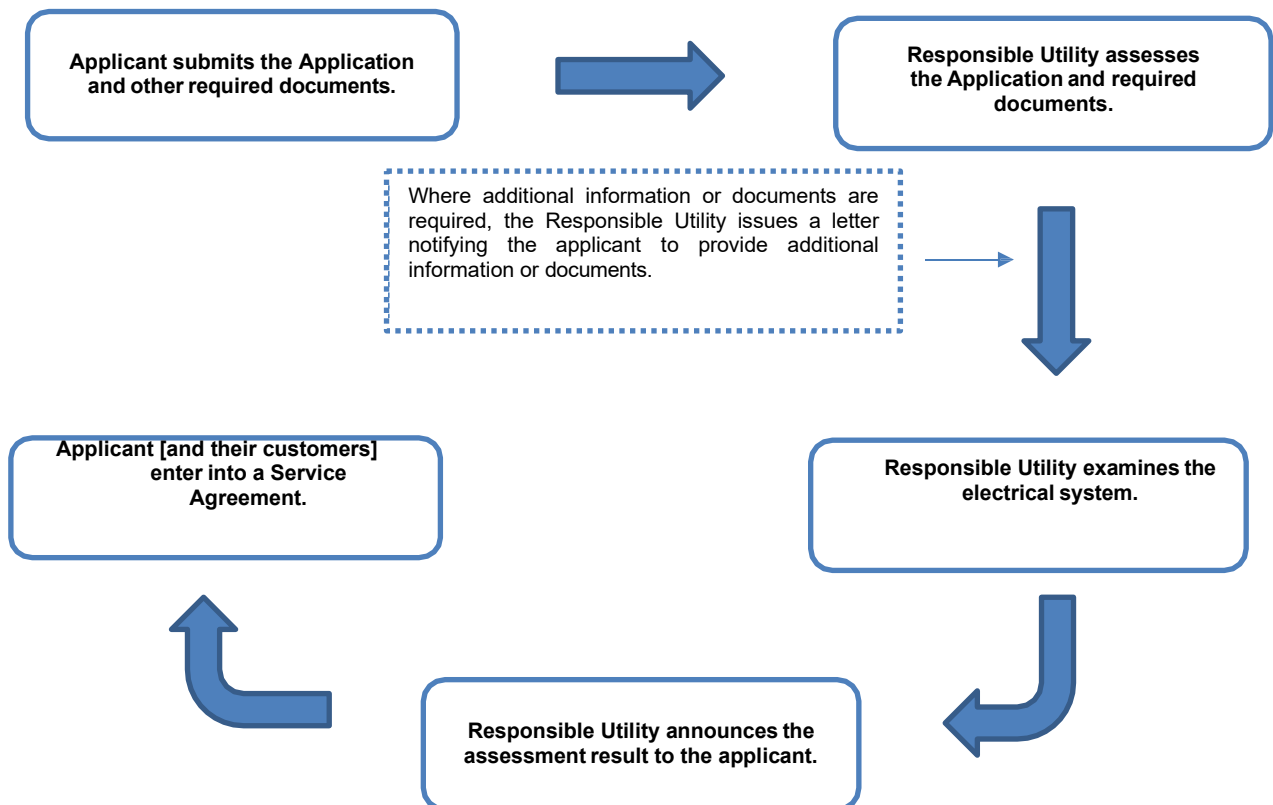 Applicant submits the Application
and other required documents.
Responsible Utility assesses
the Application and required
documents.
Where additional information or documents are
required, the Responsible Utility issues a letter
notifying the applicant to provide additional
information or documents.
Responsible Utility examines the
electrical system.
Responsible Utility announces the
assessment result to the applicant.
Applicant [and their customers]
enter into a Service
Agreement.